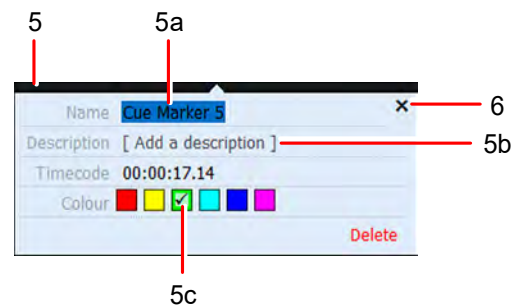 5 5a
Name Cue Marker 5 × 6
Description [ Add a description ] 5b
Timecode 00:00:17.14
Colour ✓
Delete
5c